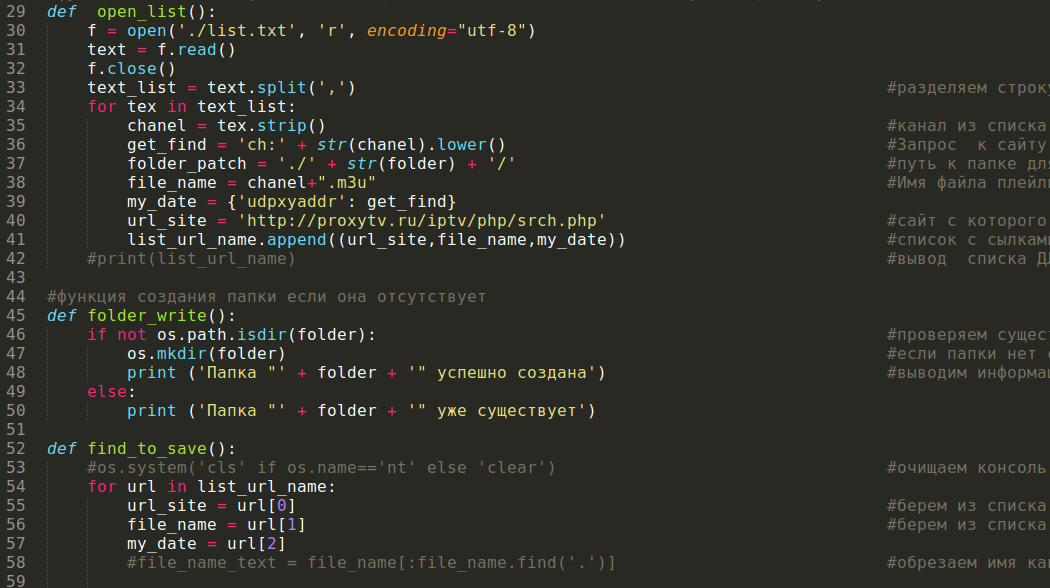 29 def  open_list():
30     f = open('./list.txt', 'r', encoding="utf-8")
31     text = f.read()
32     f.close()
33     text_list = text.split(',') #разделяем строку
34     for tex in text_list:
35         chanel = tex.strip() #канал из списка
36         get_find = 'ch:' + str(chanel).lower() #Запрос  к сайту
37         folder_patch = './' + str(folder) + '/' #путь к папке для
38         file_name = chanel+".m3u" #Имя файла
39         my_date = {'udpxyaddr': get_find}
40         url_site = 'http://proxytv.ru/iptv/php/srch.php' #сайт с которого
41         list_url_name.append((url_site,file_name,my_date)) #список с
42     #print(list_url_name) #вывод  списка
43
44 #функция создания папки если она отсутствует
45 def folder_write():
46     if not os.path.isdir(folder): #проверяем
47         os.mkdir(folder) #если папки нет
48         print ('Папка "' + folder + '" успешно создана') #выводим
49     else:
50         print ('Папка "' + folder + '" уже существует')
51
52 def find_to_save():
53     #os.system('cls' if os.name=='nt' else 'clear') #очищаем консоль
54     for url in list_url_name:
55         url_site = url[0] #берем из списка
56         file_name = url[1] #берем из списка
57         my_date = url[2]
58         #file_name_text = file_name[:file_name.find('.')] #обрезаем имя
59